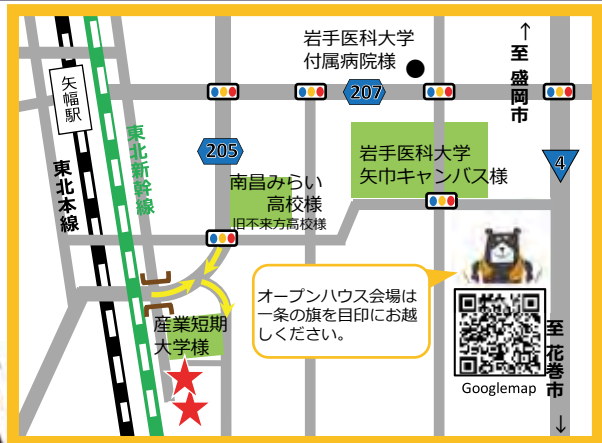 岩手医科大学
付属病院様
↑
至 盛岡市
矢幅駅
207
東北新幹線
205
4
東北本線
岩手医科大学
矢巾キャンバス様
南昌みらい
高校様
旧不来方高校様
オープンハウス会場は
一条の旗を目印にお越
しください。
産業短期
大学様
至 花巻市
↓
Googlemap